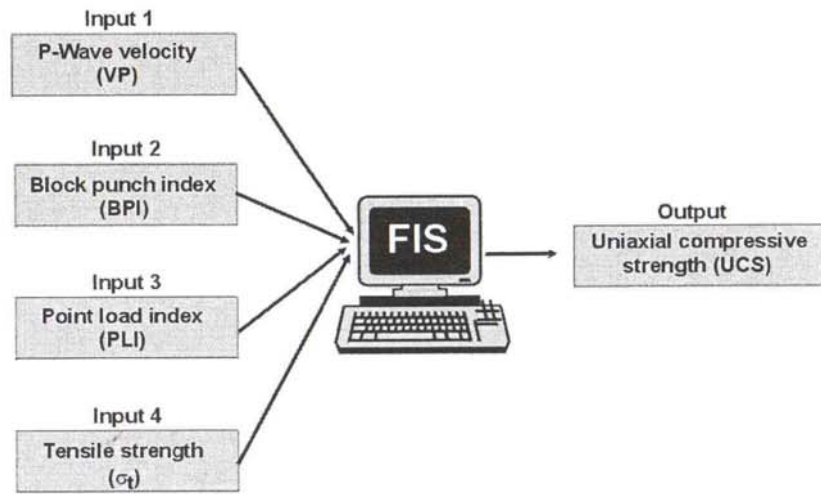 Input 1
P-Wave velocity
(VP)
Input 2
Block punch index
(BPI)
Input 3
Point load index
(PLI)
Input 4
Tensile strength
(σt)
FIS
Output
Uniaxial compressive
strength (UCS)